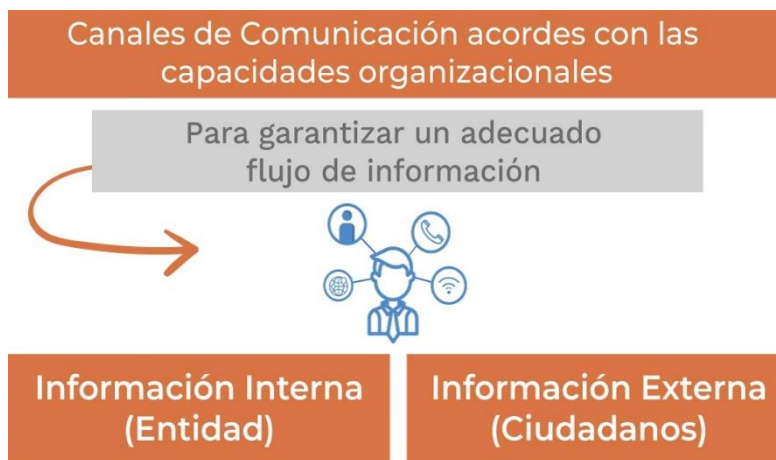 Canales de Comunicación acordes con las
capacidades organizacionales
Para garantizar un adecuado
flujo de información
Información Interna
(Entidad)
Información Externa
(Ciudadanos)